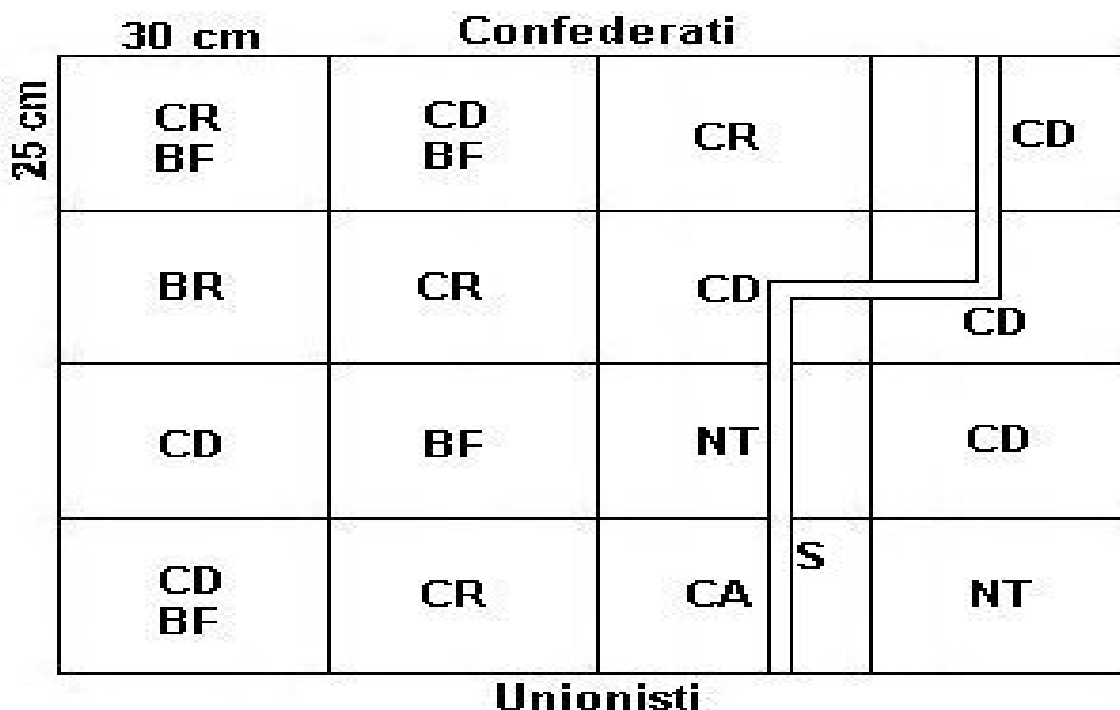 30 cm
Confederati
25 cm
CR
BF
CD
BF
CR
CD
BR
CR
CD
CD
CD
BF
NT
CD
CD
BF
CR
CA
S
NT
Unionisti